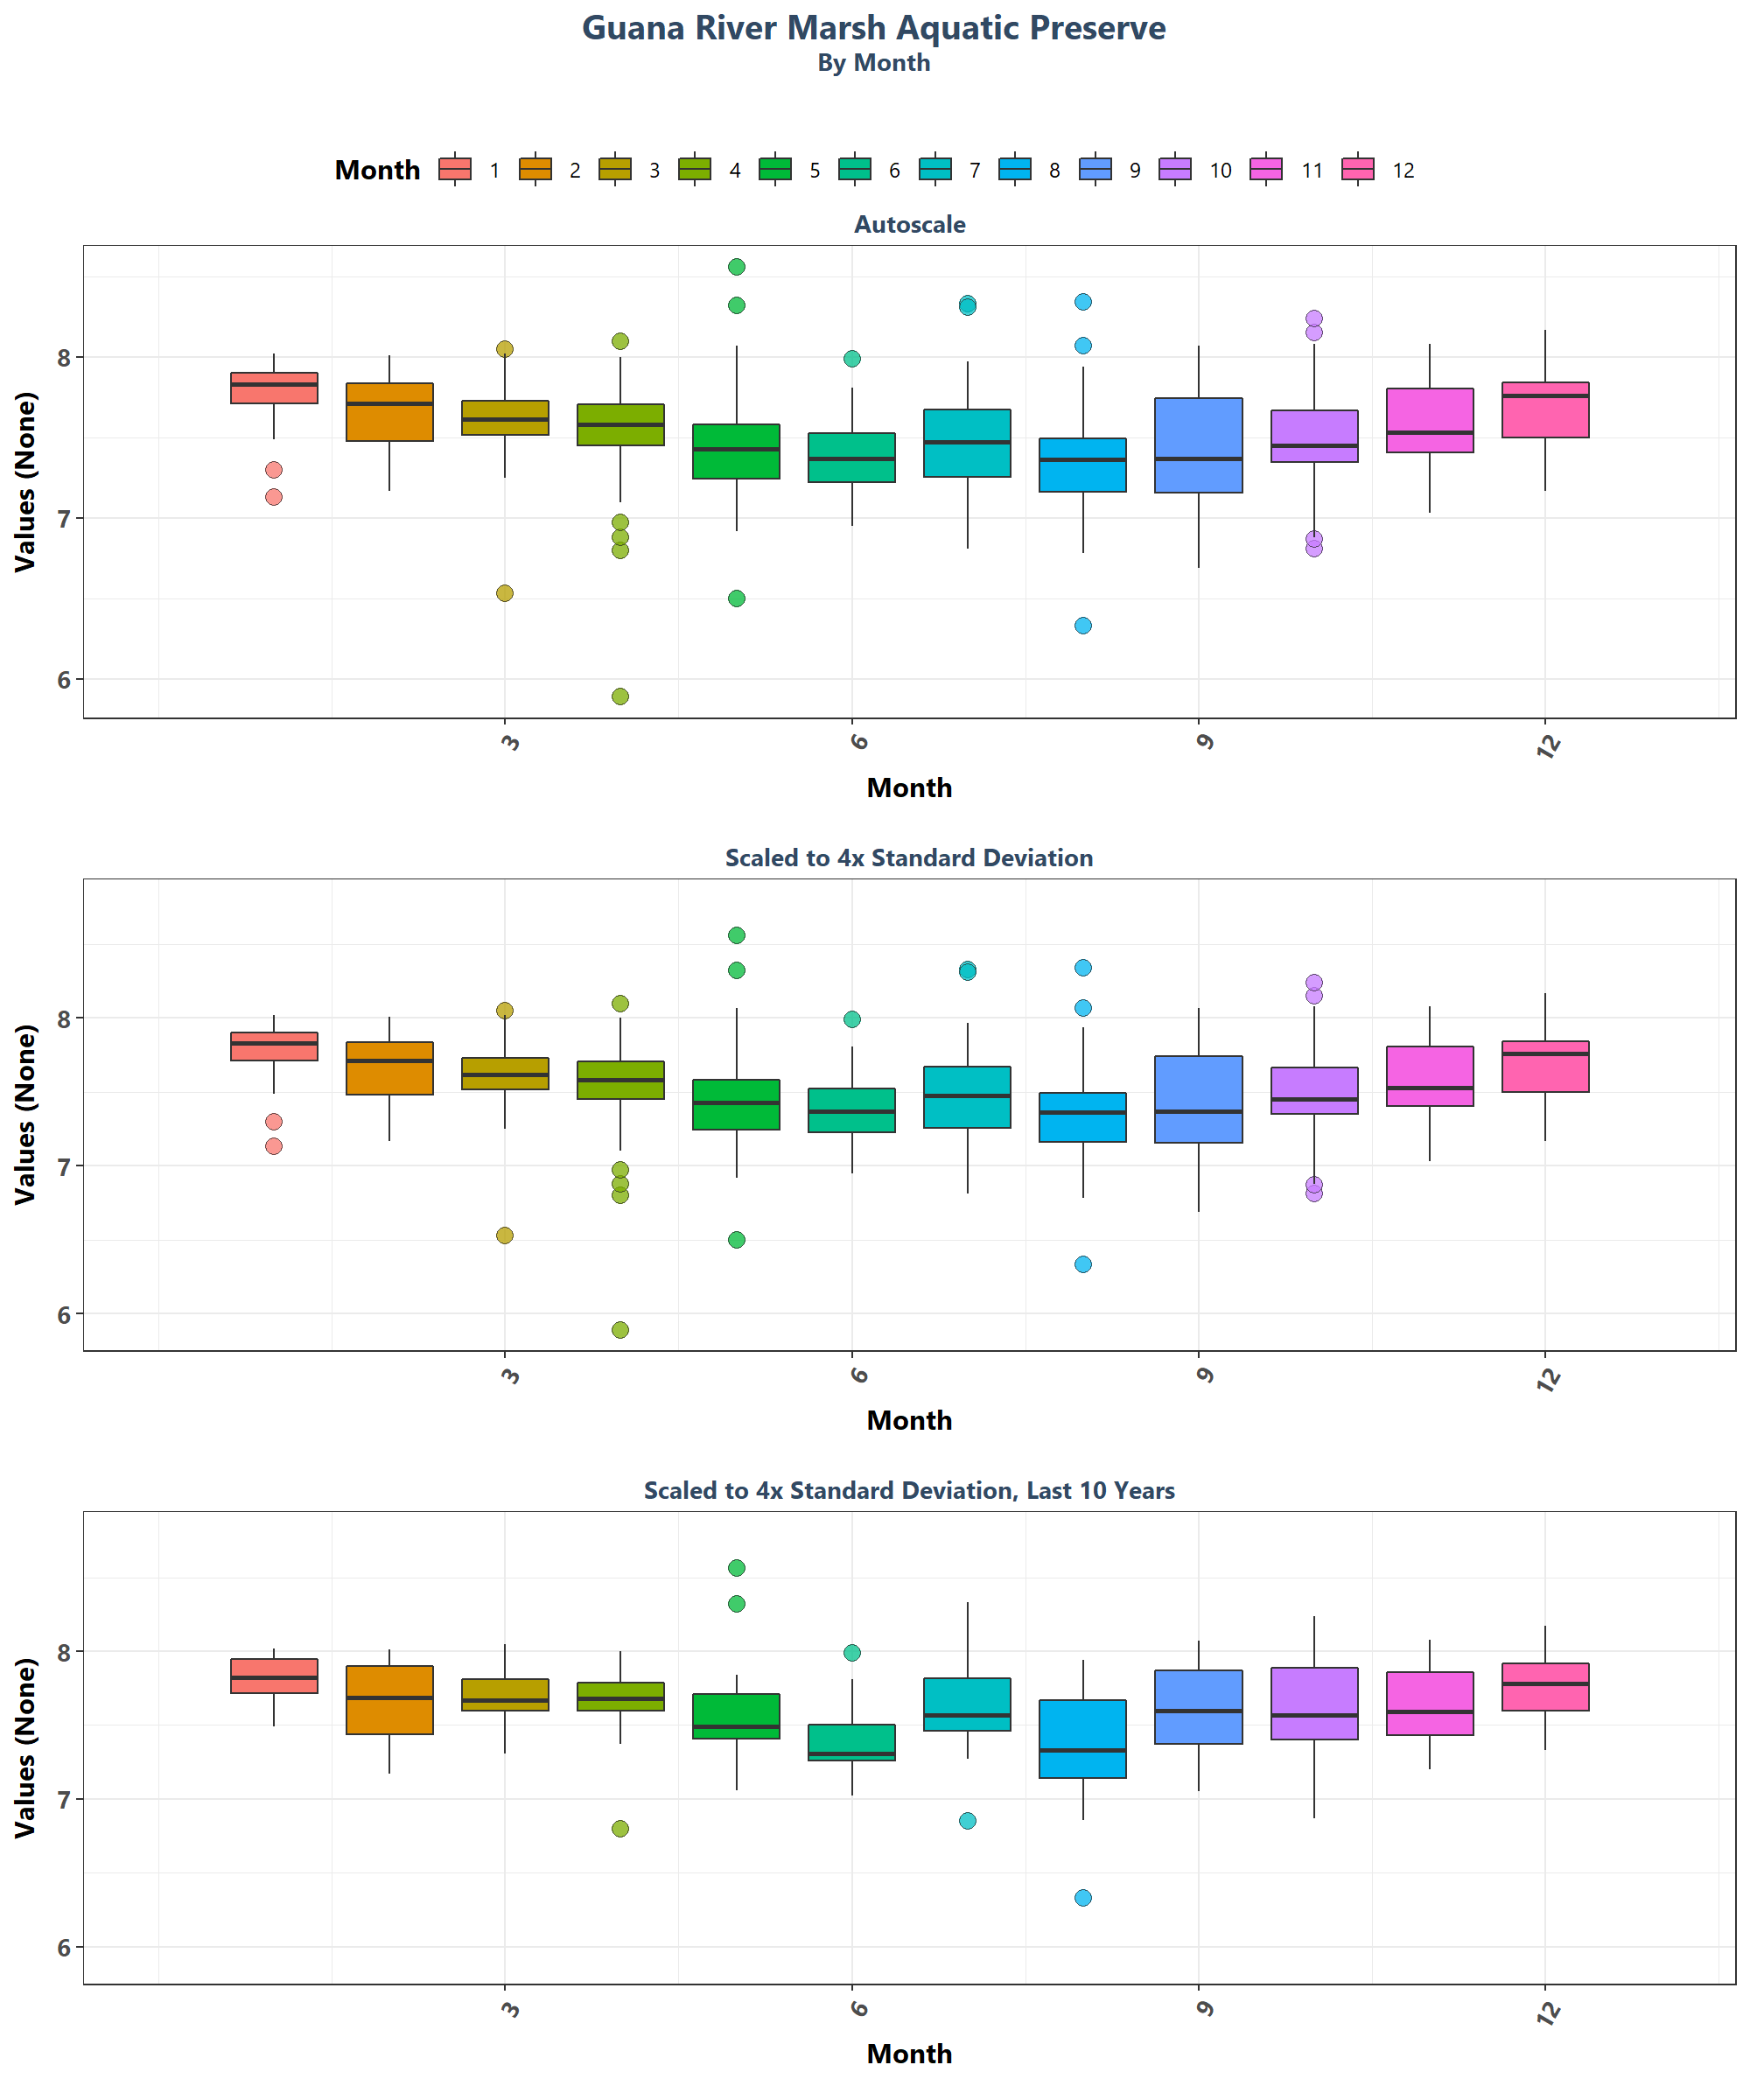 Guana River Marsh Aquatic Preserve
By Month
Month 1 2 3 4 5 6 7 8 9 10 11 12
Autoscale
Values (None)
8
7
6
3 6 9 12
Month
Scaled to 4x Standard Deviation
Values (None)
8
7
6
3 6 9 12
Month
Scaled to 4x Standard Deviation, Last 10 Years
Values (None)
8
7
6
3 6 9 12
Month